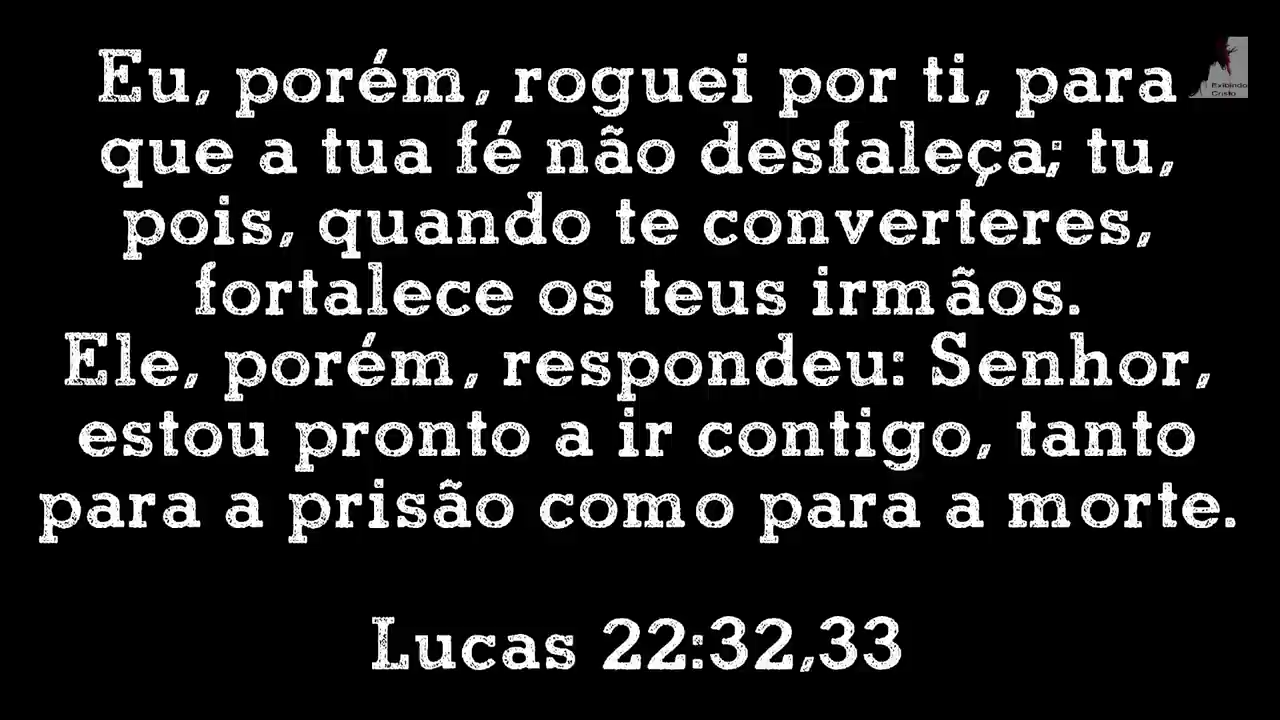 Eu, porém, roguei por ti, para
que a tua fé não desfaleça; tu,
pois, quando te converteres,
fortalece os teus irmãos.
Ele, porém, respondeu: Senhor,
estou pronto a ir contigo, tanto
para a prisão como para a morte.
Lucas 22:32,33
Exibindo
Cristo